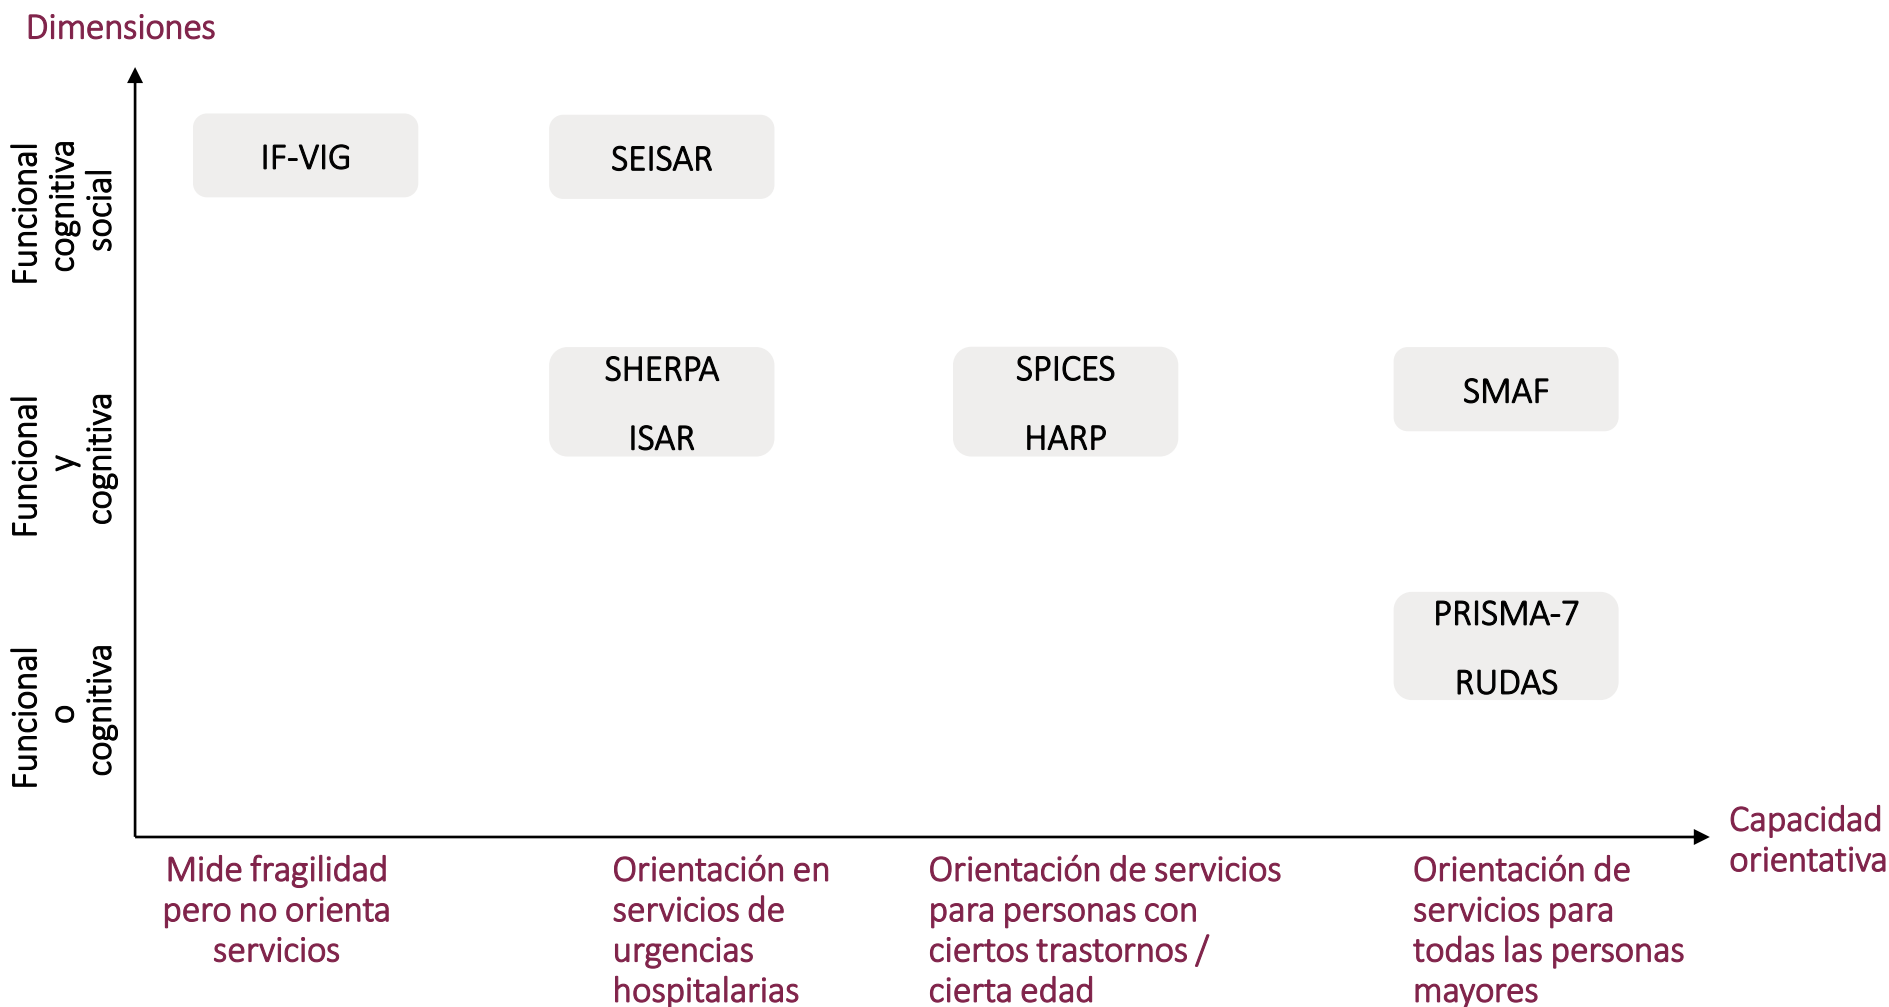 Dimensiones
Funcional
cognitiva
social
IF-VIG
SEISAR
Funcional
y
cognitiva
SHERPA
ISAR
SPICES
HARP
SMAF
Funcional
o
cognitiva
PRISMA-7
RUDAS
Capacidad
orientativa
Mide fragilidad
pero no orienta
servicios
Orientación en
servicios de
urgencias
hospitalarias
Orientación de servicios
para personas con
ciertos trastornos /
cierta edad
Orientación de
servicios para
todas las personas
mayores